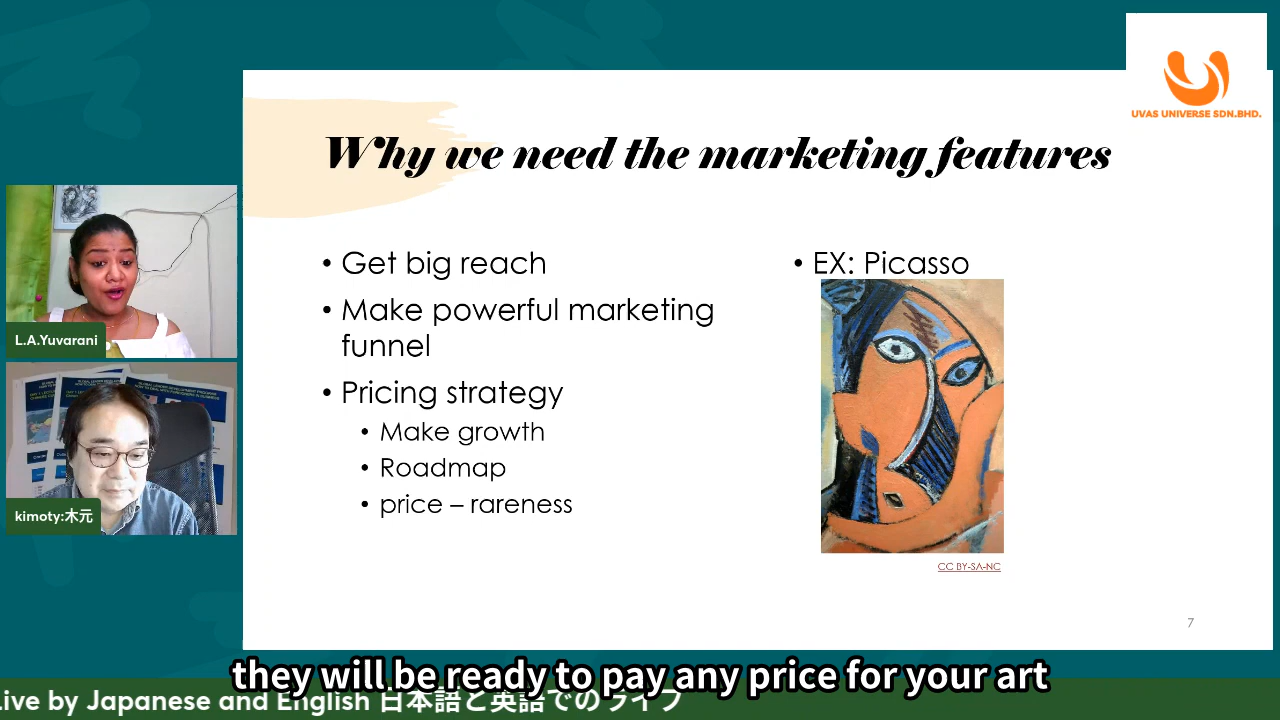 UVAS UNIVERSE SDN.BHD.
Why we need the marketing features
• Get big reach
• Make powerful marketing
funnel
• Pricing strategy
• Make growth
• Roadmap
• price – rareness
• EX: Picasso
CC BY-SA-NC
7
L.A.Yuvarani
kimoty:木元
they will be ready to pay any price for your art
Live by Japanese and English 日本語と英語でのライブ